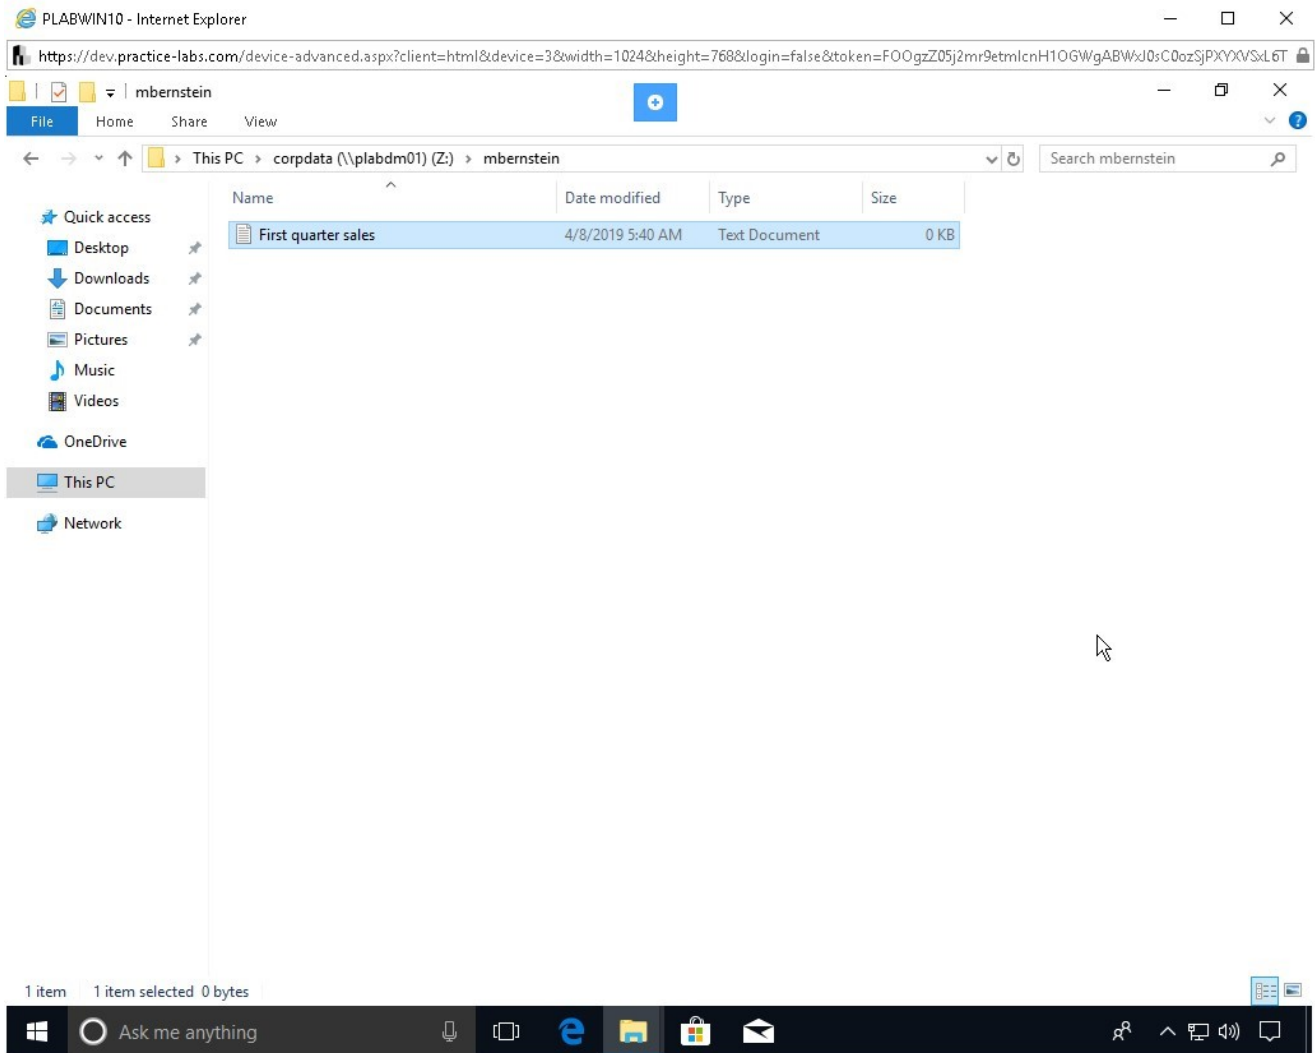 PLABWIN10 - Internet Explorer
https://dev.practice-labs.com/device-advanced.aspx?client=html&device=3&width=1024&height=768&login=false&token=FOOgzZ05j2mr9etmlcnH1OGWgABWxJ0sC0ozSjPXYXVSxL6T
mbernstein
File Home Share View
This PC > corpdata (\\plabdm01) (Z:) > mbernstein
Search mbernstein
Name Date modified Type Size
First quarter sales 4/8/2019 5:40 AM Text Document 0 KB
Quick access
Desktop
Downloads
Documents
Pictures
Music
Videos
OneDrive
This PC
Network
1 item 1 item selected 0 bytes
Ask me anything